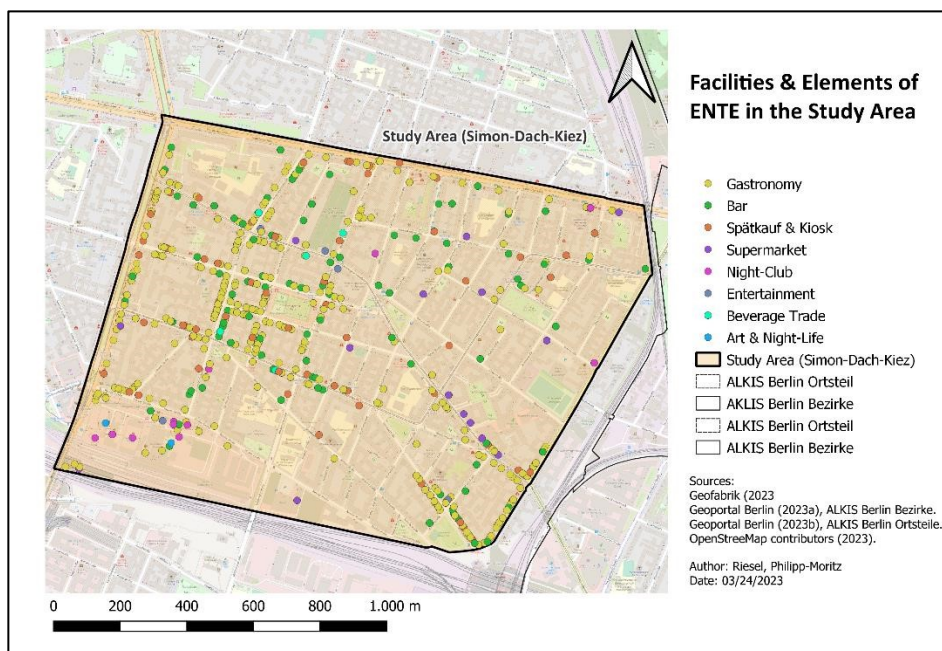 Facilities & Elements of
ENTE in the Study Area
Study Area (Simon-Dach-Kiez)
Gastronomy
Bar
Spätkauf & Kiosk
Supermarket
Night-Club
Entertainment
Beverage Trade
Art & Night-Life
Study Area (Simon-Dach-Kiez)
ALKIS Berlin Ortsteil
AKLIS Berlin Bezirke
ALKIS Berlin Ortsteil
ALKIS Berlin Bezirke
Sources:
Geofabrik (2023
Geoportal Berlin (2023a), ALKIS Berlin Bezirke.
Geoportal Berlin (2023b), ALKIS Berlin Ortsteile.
OpenStreeMap contributors (2023).
Author: Riesel, Philipp-Moritz
Date: 03/24/2023
0 200 400 600 800 1.000 m